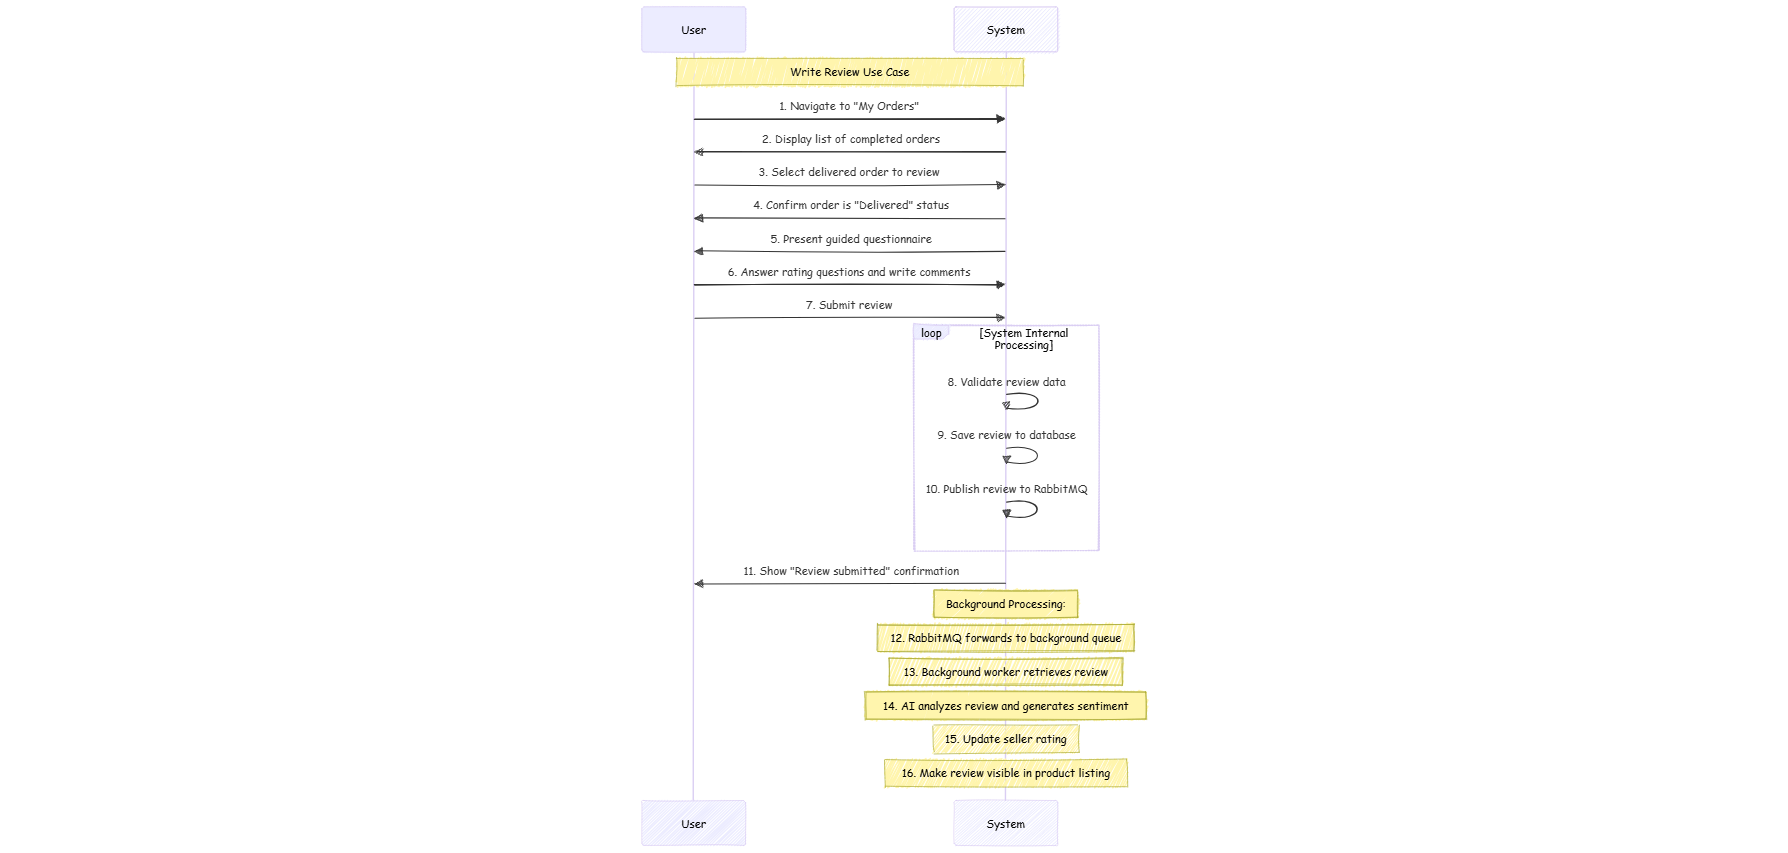 User
System
Write Review Use Case
1. Navigate to "My Orders"
2. Display list of completed orders
3. Select delivered order to review
4. Confirm order is "Delivered" status
5. Present guided questionnaire
6. Answer rating questions and write comments
7. Submit review
loop
[System Internal
Processing]
8. Validate review data
9. Save review to database
10. Publish review to RabbitMQ
11. Show "Review submitted" confirmation
Background Processing:
12. RabbitMQ forwards to background queue
13. Background worker retrieves review
14. AI analyzes review and generates sentiment
15. Update seller rating
16. Make review visible in product listing
User
System